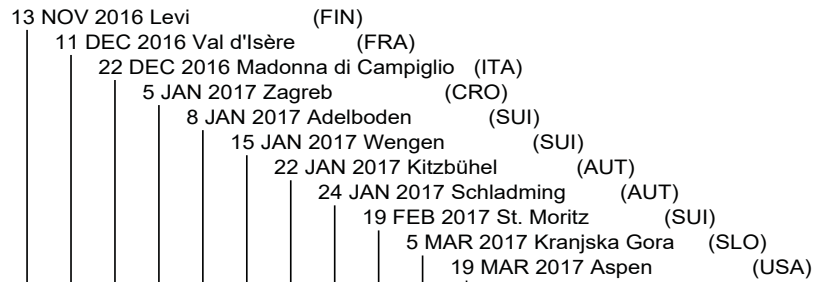 13 NOV 2016 Levi (FIN)
11 DEC 2016 Val d'Isère (FRA)
22 DEC 2016 Madonna di Campiglio (ITA)
5 JAN 2017 Zagreb (CRO)
8 JAN 2017 Adelboden (SUI)
15 JAN 2017 Wengen (SUI)
22 JAN 2017 Kitzbühel (AUT)
24 JAN 2017 Schladming (AUT)
19 FEB 2017 St. Moritz (SUI)
5 MAR 2017 Kranjska Gora (SLO)
19 MAR 2017 Aspen (USA)